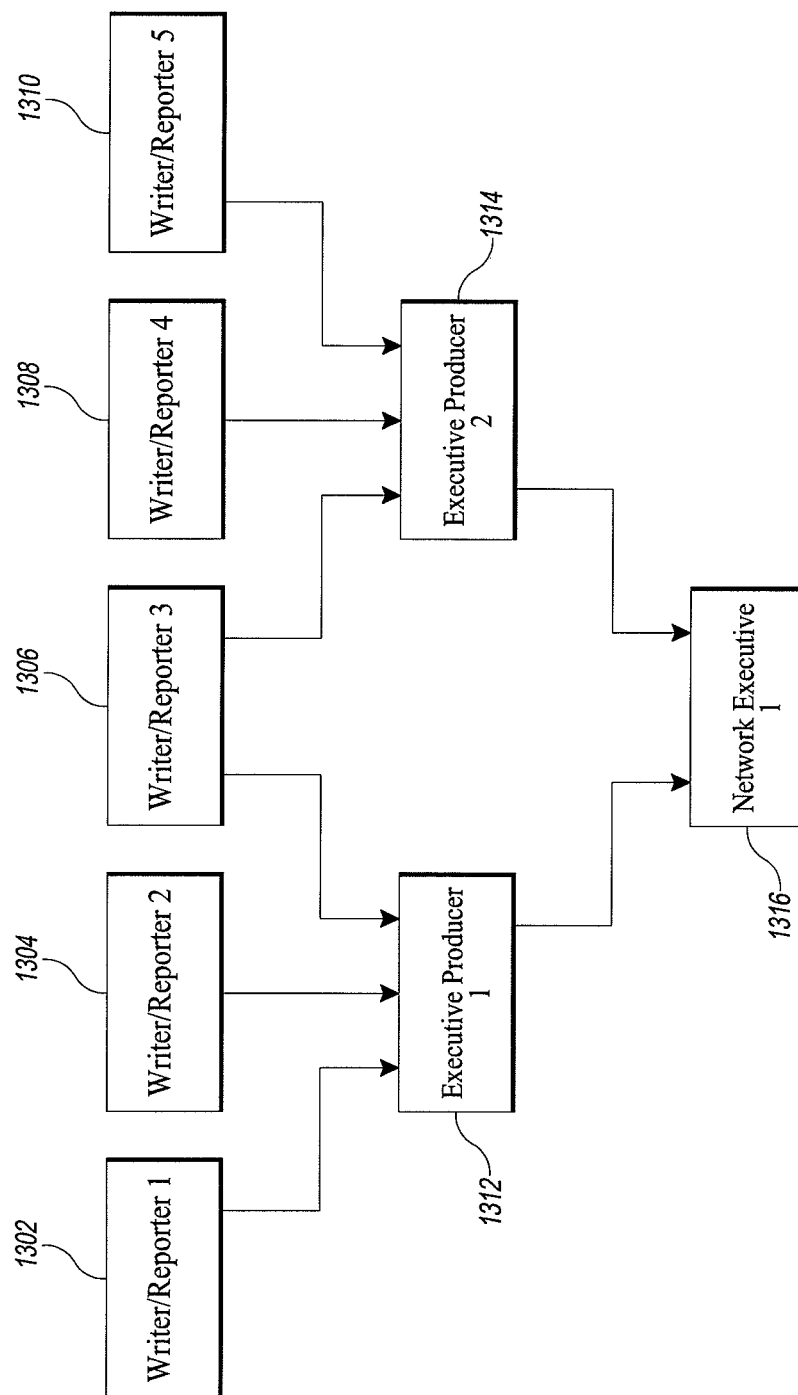 1302
1304
1306
1308
1310
Writer/Reporter 1
Writer/Reporter 2
Writer/Reporter 3
Writer/Reporter 4
Writer/Reporter 5
Executive Producer
1
Executive Producer
2
1312
1314
Network Executive
1
1316